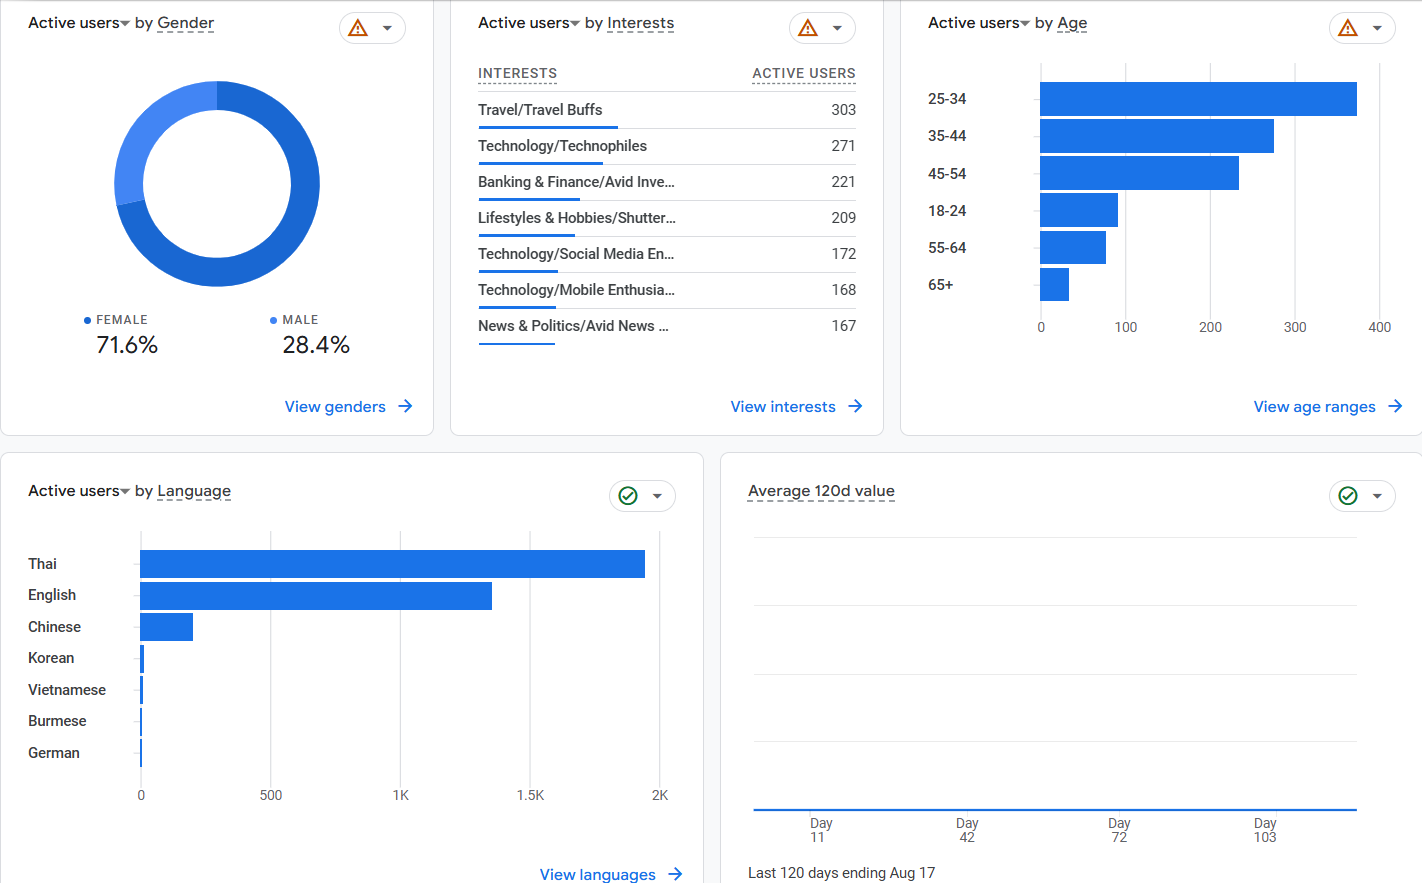 Active users by Gender
FEMALE
71.6%
MALE
28.4%
View genders
Active users by Interests
INTERESTS ACTIVE USERS
Travel/Travel Buffs 303
Technology/Technophiles 271
Banking & Finance/Avid Inve... 221
Lifestyles & Hobbies/Shutter... 209
Technology/Social Media En... 172
Technology/Mobile Enthusia... 168
News & Politics/Avid News ... 167
View interests
Active users by Age
25-34
35-44
45-54
18-24
55-64
65+
0 100 200 300 400
View age ranges
Active users by Language
Thai
English
Chinese
Korean
Vietnamese
Burmese
German
0 500 1K 1.5K 2K
View languages
Average 120d value
Day Day Day Day
11 42 72 103
Last 120 days ending Aug 17